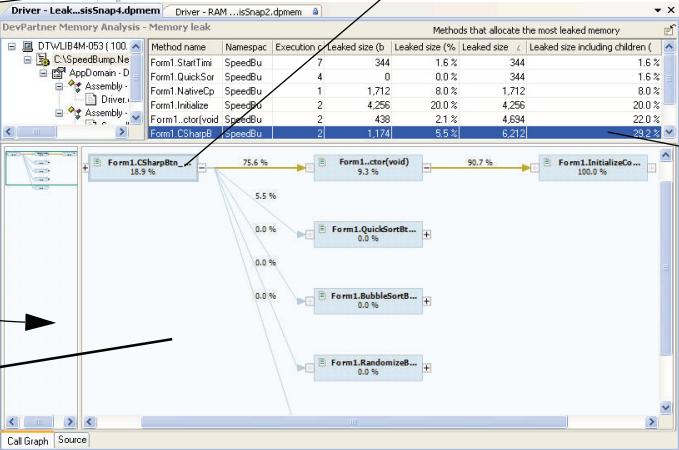 Driver - Leak...sisSnap4.dpmem Driver - RAM ...isSnap2.dpmem
DevPartner Memory Analysis - Memory leak Methods that allocate the most leaked memory
DTW/LIB4M-053 ( 100.
C:\SpeedBump.Ne
AppDomain - D
Assembly -
Driver.
Assembly -
Method name Namespac Execution c Leaked size (b Leaked size (% Leaked size Leaked size including children (
Form1.StartTimi SpeedBu 7 344 1.6 % 344 1.6 %
Form1.QuickSor SpeedBu 4 0 0.0 % 344 1.6 %
Form1.NativeCp SpeedBu 1 1,712 8.0 % 1,712 8.0 %
Form1.Initialize SpeedBu 2 4,256 20.0 % 4,256 20.0 %
Form1..ctor(void SpeedBu 2 438 2.1 % 4,694 22.0 %
Form1.CSharpB SpeedBu 2 1,174 5.5 % 6,212 29.2 %
Form1.CSharpBtn_... 75.6 % Form1..ctor(void) 90.7 % Form1.InitializeCo...
18.9 % 9.3 % 100.0 %
5.5 %
0.0 % Form1.QuickSortBt...
0.0 %
0.0 %
0.0 % Form1.BubbleSortB...
0.0 %
Form1.RandomizeB...
0.0 %
Call Graph Source